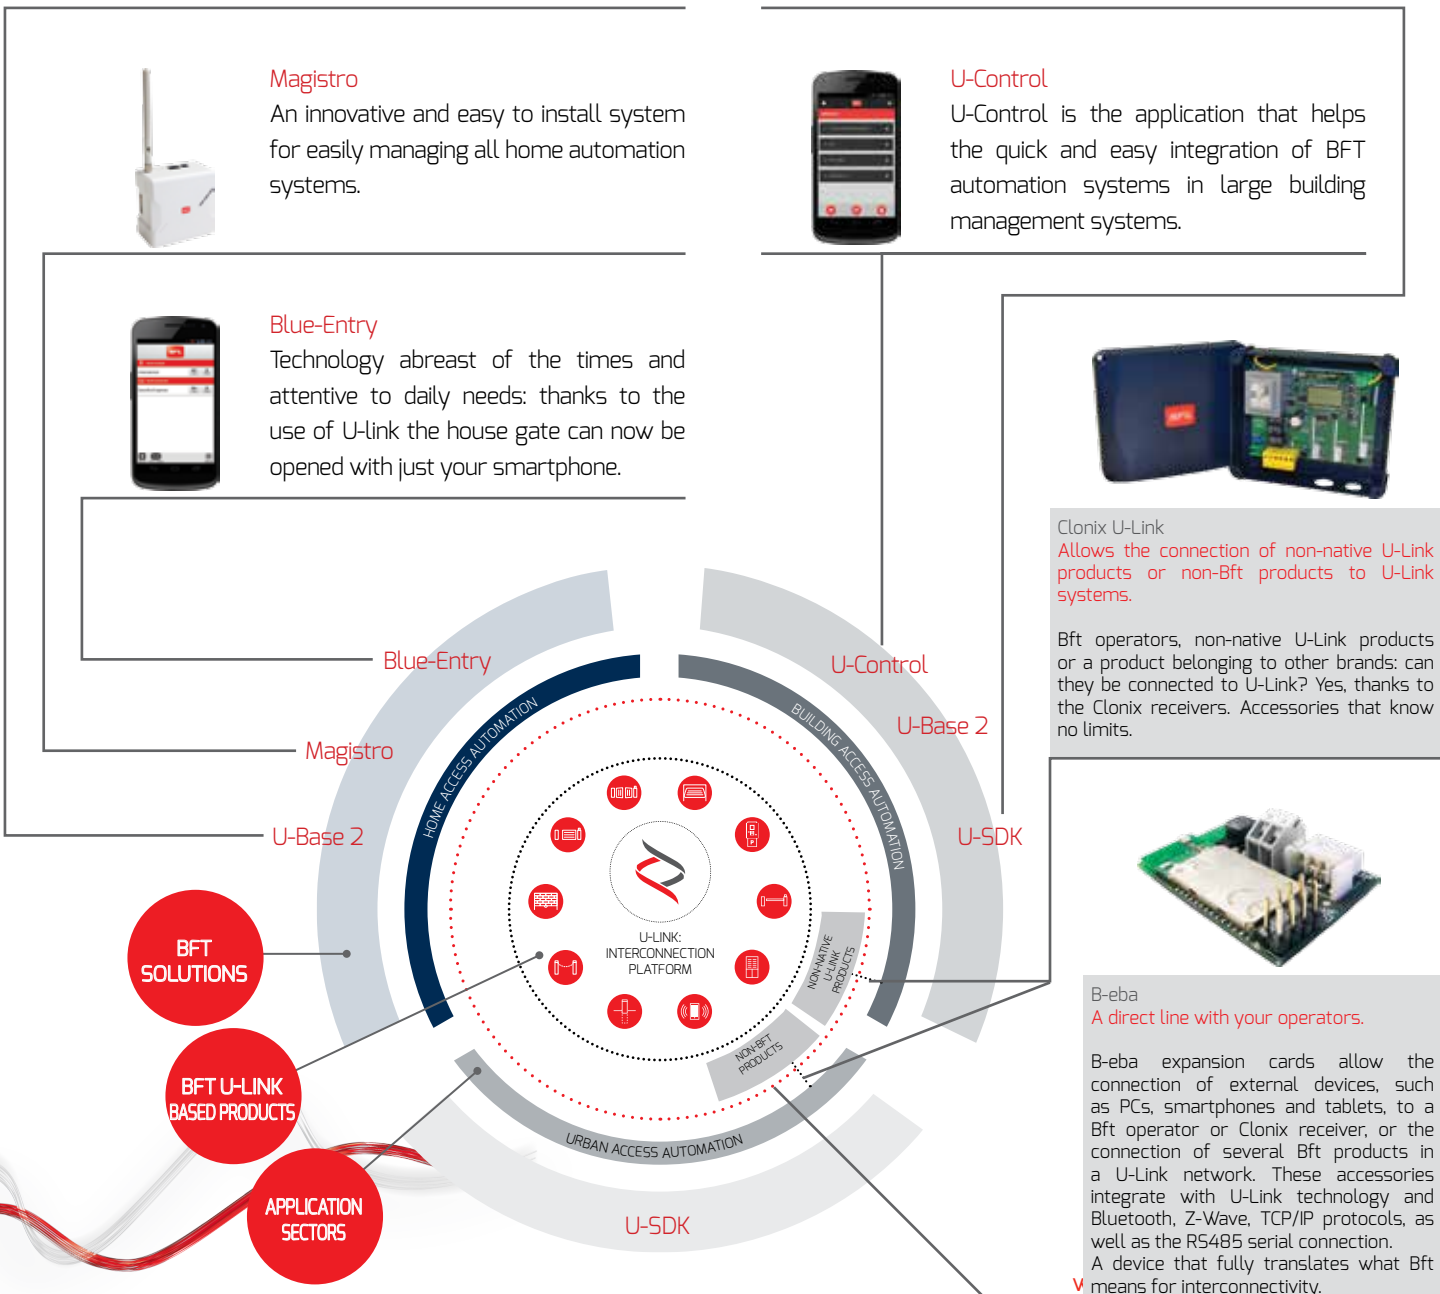 Magistro
An innovative and easy to install system
for easily managing all home automation
systems.
U-Control
U-Control is the application that helps
the quick and easy integration of BFT
automation systems in large building
management systems.
Blue-Entry
Technology abreast of the times and
attentive to daily needs: thanks to the
use of U-link the house gate can now be
opened with just your smartphone.
Clonix U-Link
Allows the connection of non-native U-Link
products or non-Bft products to U-Link
systems.
Bft operators, non-native U-Link products
or a product belonging to other brands: can
they be connected to U-Link? Yes, thanks to
the Clonix receivers. Accessories that know
no limits.
Blue-Entry
Magistro
U-Base 2
U-Control
U-Base 2
U-SDK
HOME ACCESS AUTOMATION
BUILDING ACCESS AUTOMATION
U-LINK:
INTERCONNECTION
PLATFORM
NON-NATIVE
U-LINK
PRODUCTS
NON-BFT
PRODUCTS
URBAN ACCESS AUTOMATION
U-SDK
BFT
SOLUTIONS
BFT U-LINK
BASED PRODUCTS
APPLICATION
SECTORS
B-eba
A direct line with your operators.
B-eba expansion cards allow the
connection of external devices, such
as PCs, smartphones and tablets, to a
Bft operator or Clonix receiver, or the
connection of several Bft products in
a U-Link network. These accessories
integrate with U-Link technology and
Bluetooth, Z-Wave, TCP/IP protocols, as
well as the RS485 serial connection.
A device that fully translates what Bft
means for interconnectivity.